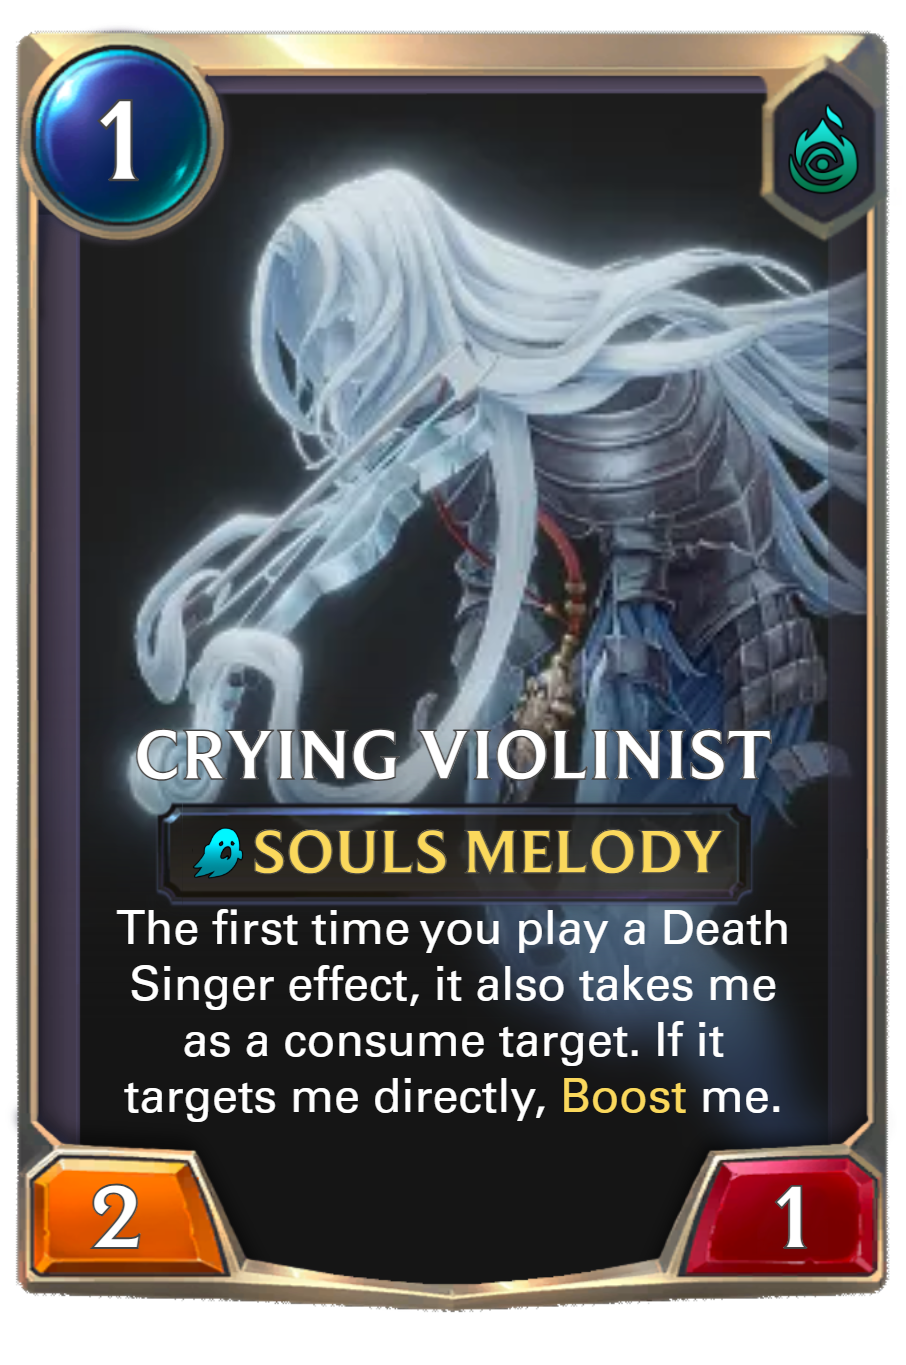 1
CRYING VIOLINIST
SOULS MELODY
The first time you play a Death
Singer effect, it also takes me
as a consume target. If it
targets me directly, Boost me.
2
1